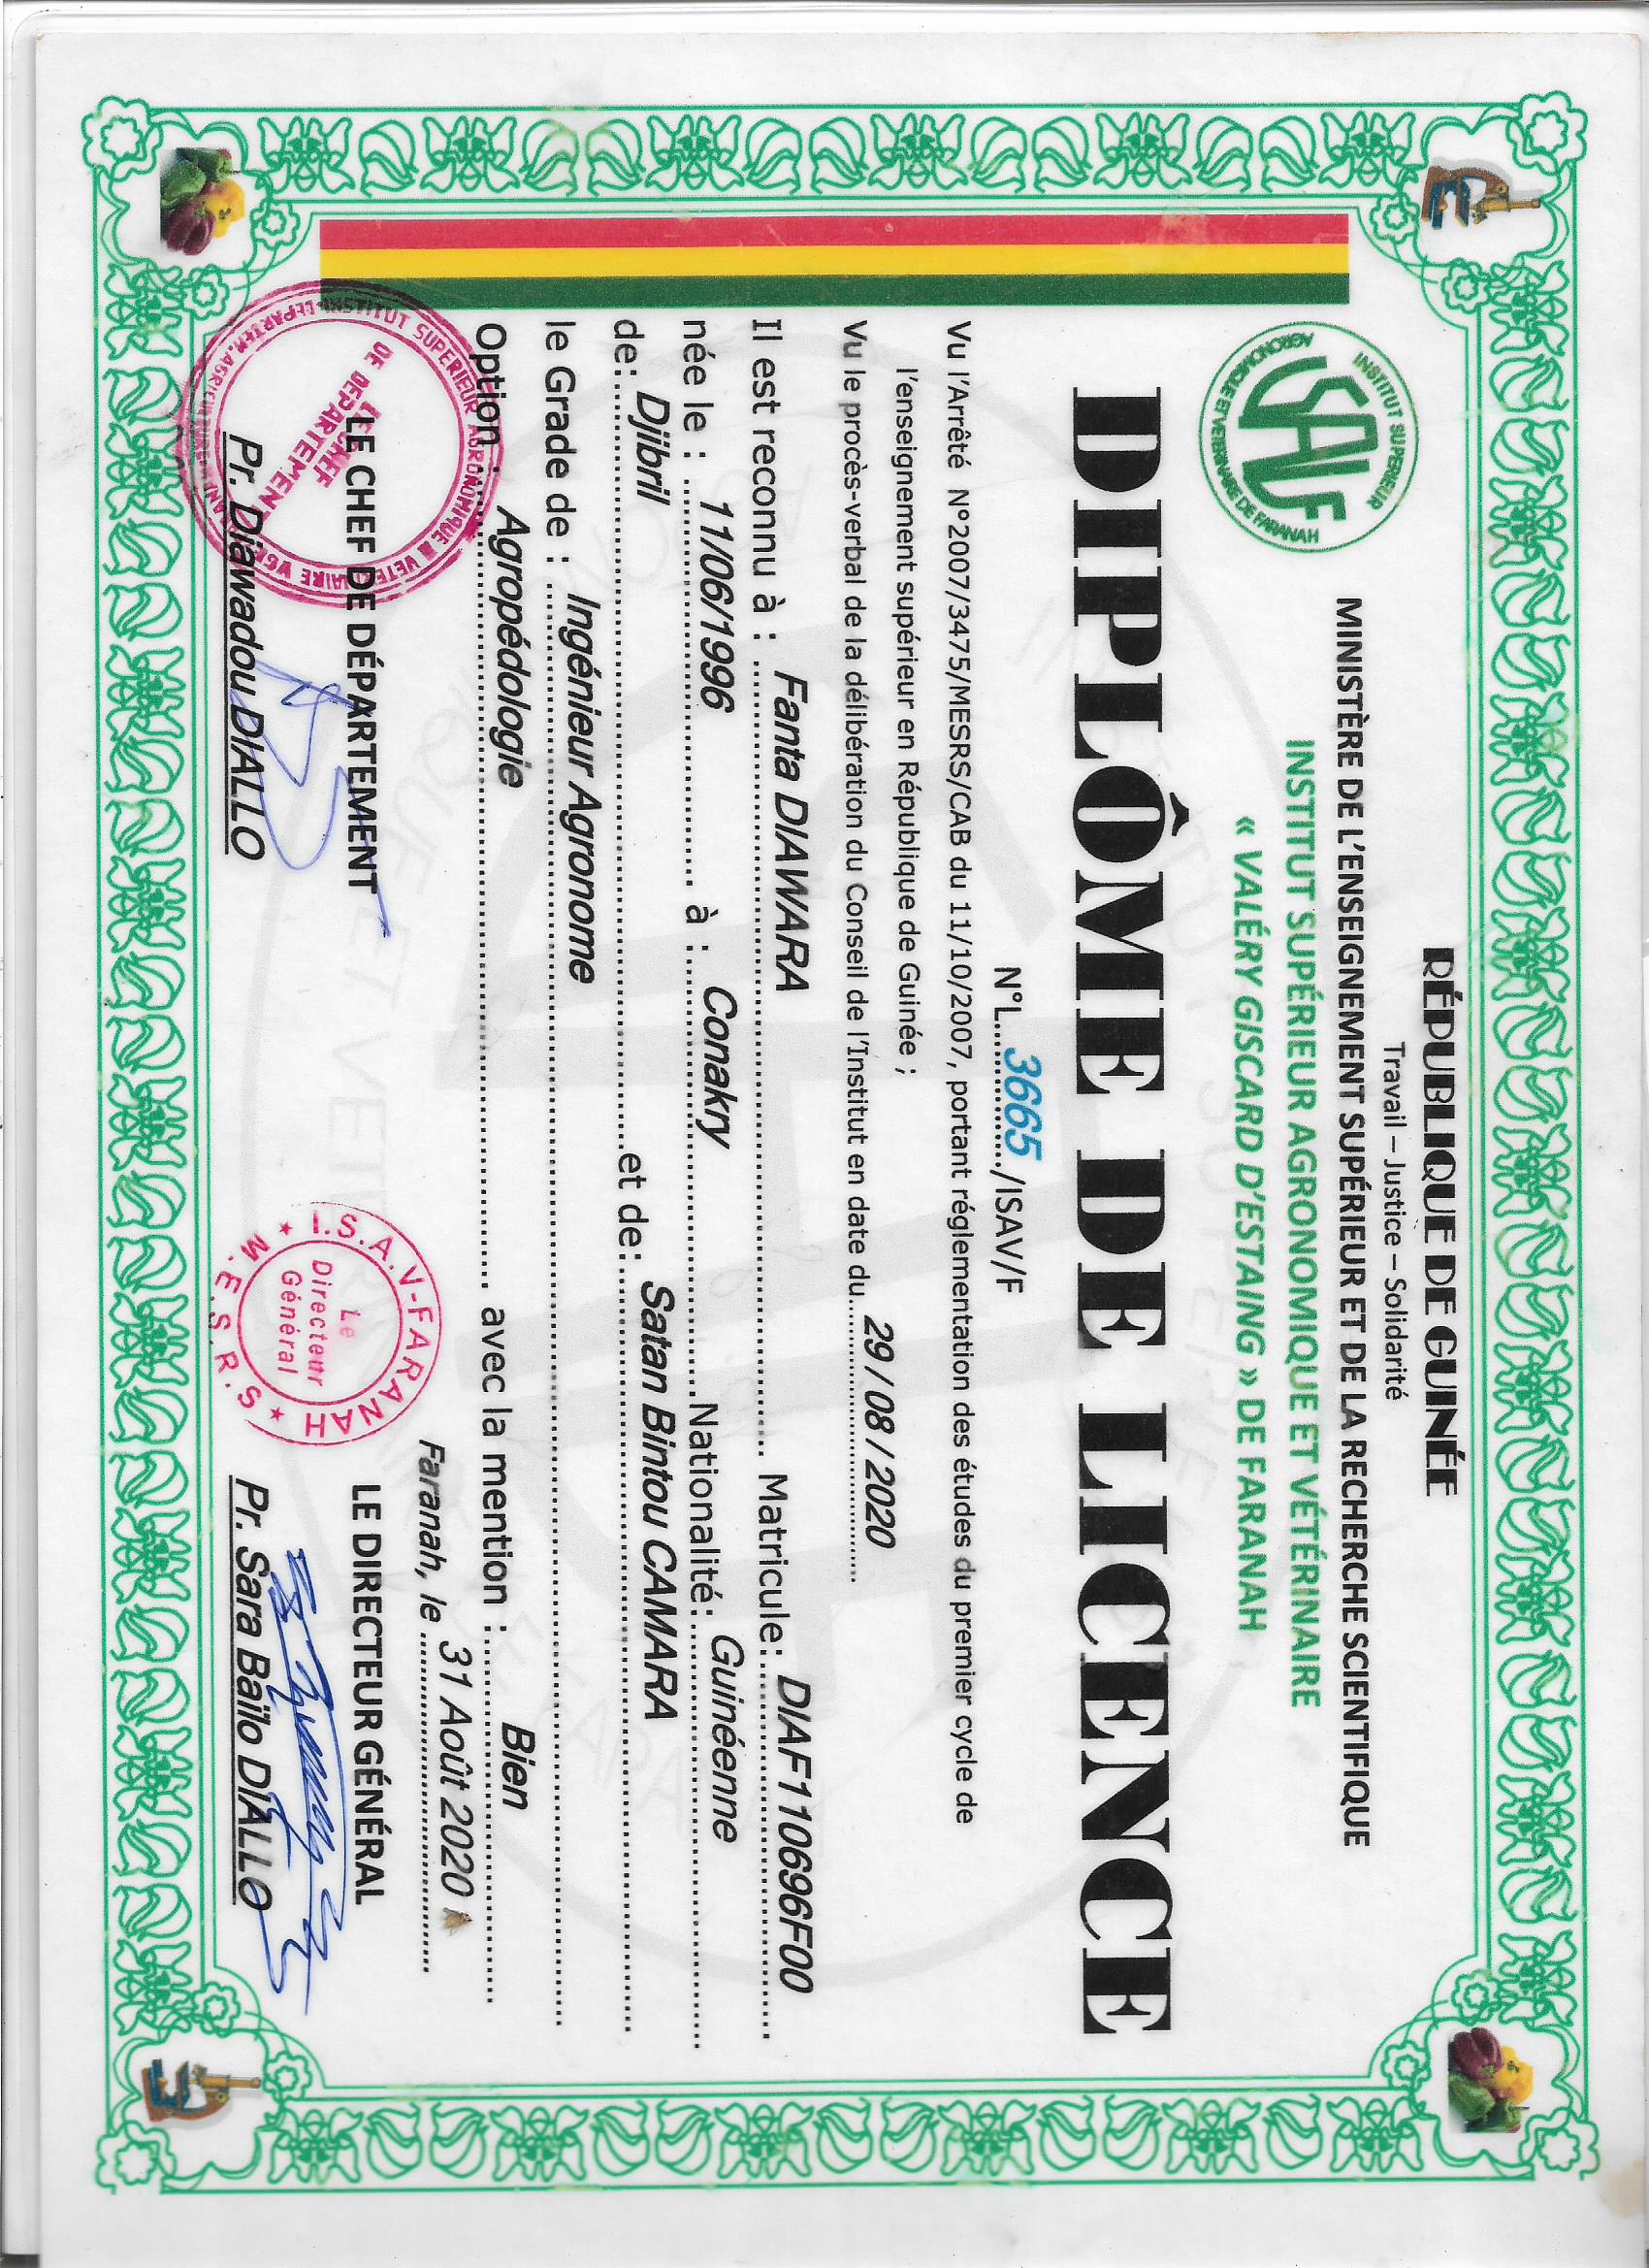 RÉPUBLIQUE DE GUINÉE
Travail – Justice – Solidarité
MINISTÈRE DE L'ENSEIGNEMENT SUPÉRIEUR ET DE LA RECHERCHE SCIENTIFIQUE
INSTITUT SUPÉRIEUR AGRONOMIQUE ET VÉTÉRINAIRE
« VALÉRY GISCARD D'ESTAING » DE FARANAH
INSTITUT SUPERIEUR
ISAVF
AGRONOMIQUE ET VETERINAIRE DE FARANAH
DIPLÔME DE LICENCE
N°L....3665..../ISAV/F
Vu l'Arrêté N°2007/3475/MESRS/CAB du 11/10/2007, portant réglementation des études du premier cycle de
l'enseignement supérieur en République de Guinée ;
Vu le procès-verbal de la délibération du Conseil de l'Institut en date du... 29/08/2020
Il est reconnu à : Fanta DIAWARA Matricule: DIAF110696F00
née le : 11/06/1996 à : Conakry Nationalité: Guinéenne
de: Djibril et de: Satan Bintou CAMARA
le Grade de : Ingénieur Agronome
Option : Agropédologie avec la mention : Bien
Faranah, le 31 Août 2020
LE CHEF DE DÉPARTEMENT LE DIRECTEUR GÉNÉRAL
INSTITUT SUPERIEUR AGRONOMIQUE & VETERINAIRE
LE CHEF
DE DEPARTEMENT
I.S.A.V-FARANAH
Le
Directeur
Général
* M.E.S.R.S *
Pr. Diawadou DIALLO Pr. Sara Baïlo DIALLO